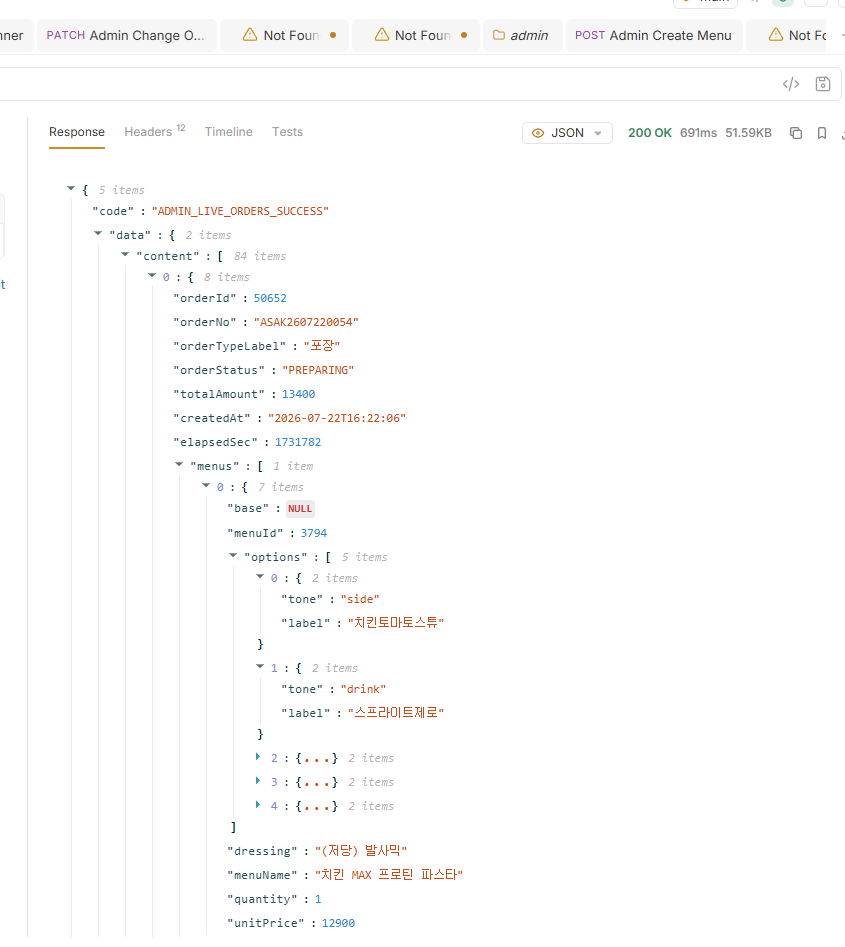 main
nner PATCH Admin Change O... Not Foun Not Foun admin POST Admin Create Menu Not Fo
</>
Response Headers 12 Timeline Tests JSON 200 OK 691ms 51.59KB
{ 5 items
"code" : "ADMIN_LIVE_ORDERS_SUCCESS"
"data" : { 2 items
"content" : [ 84 items
0 : { 8 items
"orderId" : 50652
"orderNo" : "ASAK2607220054"
"orderTypeLabel" : "포장"
"orderStatus" : "PREPARING"
"totalAmount" : 13400
"createdAt" : "2026-07-22T16:22:06"
"elapsedSec" : 1731782
"menus" : [ 1 item
0 : { 7 items
"base" : NULL
"menuId" : 3794
"options" : [ 5 items
0 : { 2 items
"tone" : "side"
"label" : "치킨토마토스튜"
}
1 : { 2 items
"tone" : "drink"
"label" : "스프라이트제로"
}
2 : {...} 2 items
3 : {...} 2 items
4 : {...} 2 items
]
"dressing" : "(저당) 발사믹"
"menuName" : "치킨 MAX 프로틴 파스타"
"quantity" : 1
"unitPrice" : 12900